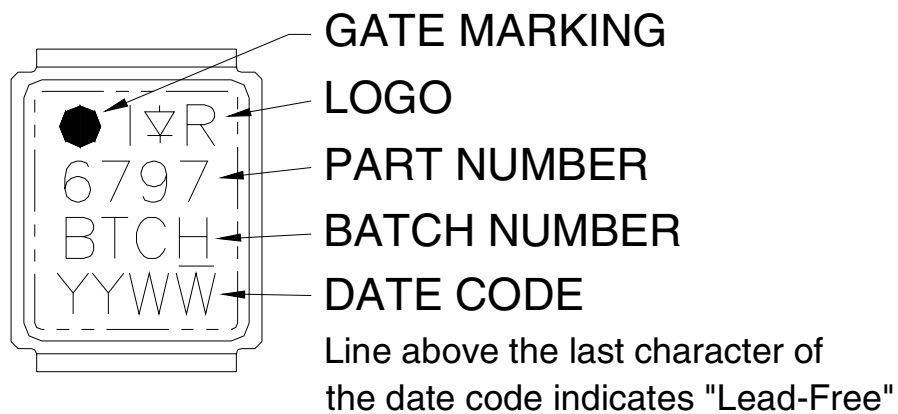 GATE MARKING
I R LOGO
6797 PART NUMBER
BTCH BATCH NUMBER
YYWW DATE CODE
Line above the last character of
the date code indicates "Lead-Free"